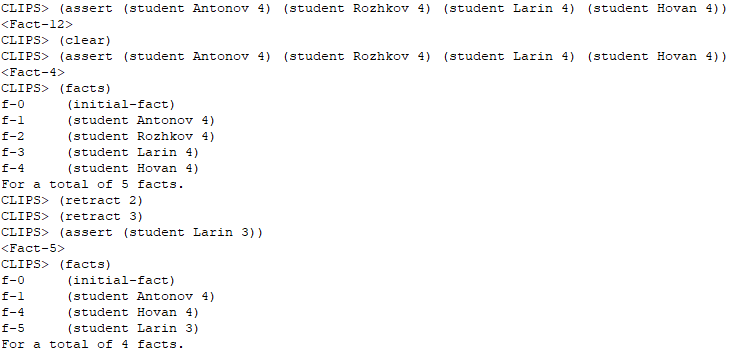 CLIPS> (assert (student Antonov 4) (student Rozhkov 4) (student Larin 4) (student Hovan 4))
<Fact-12>
CLIPS> (clear)
CLIPS> (assert (student Antonov 4) (student Rozhkov 4) (student Larin 4) (student Hovan 4))
<Fact-4>
CLIPS> (facts)
f-0     (initial-fact)
f-1     (student Antonov 4)
f-2     (student Rozhkov 4)
f-3     (student Larin 4)
f-4     (student Hovan 4)
For a total of 5 facts.
CLIPS> (retract 2)
CLIPS> (retract 3)
CLIPS> (assert (student Larin 3))
<Fact-5>
CLIPS> (facts)
f-0     (initial-fact)
f-1     (student Antonov 4)
f-4     (student Hovan 4)
f-5     (student Larin 3)
For a total of 4 facts.